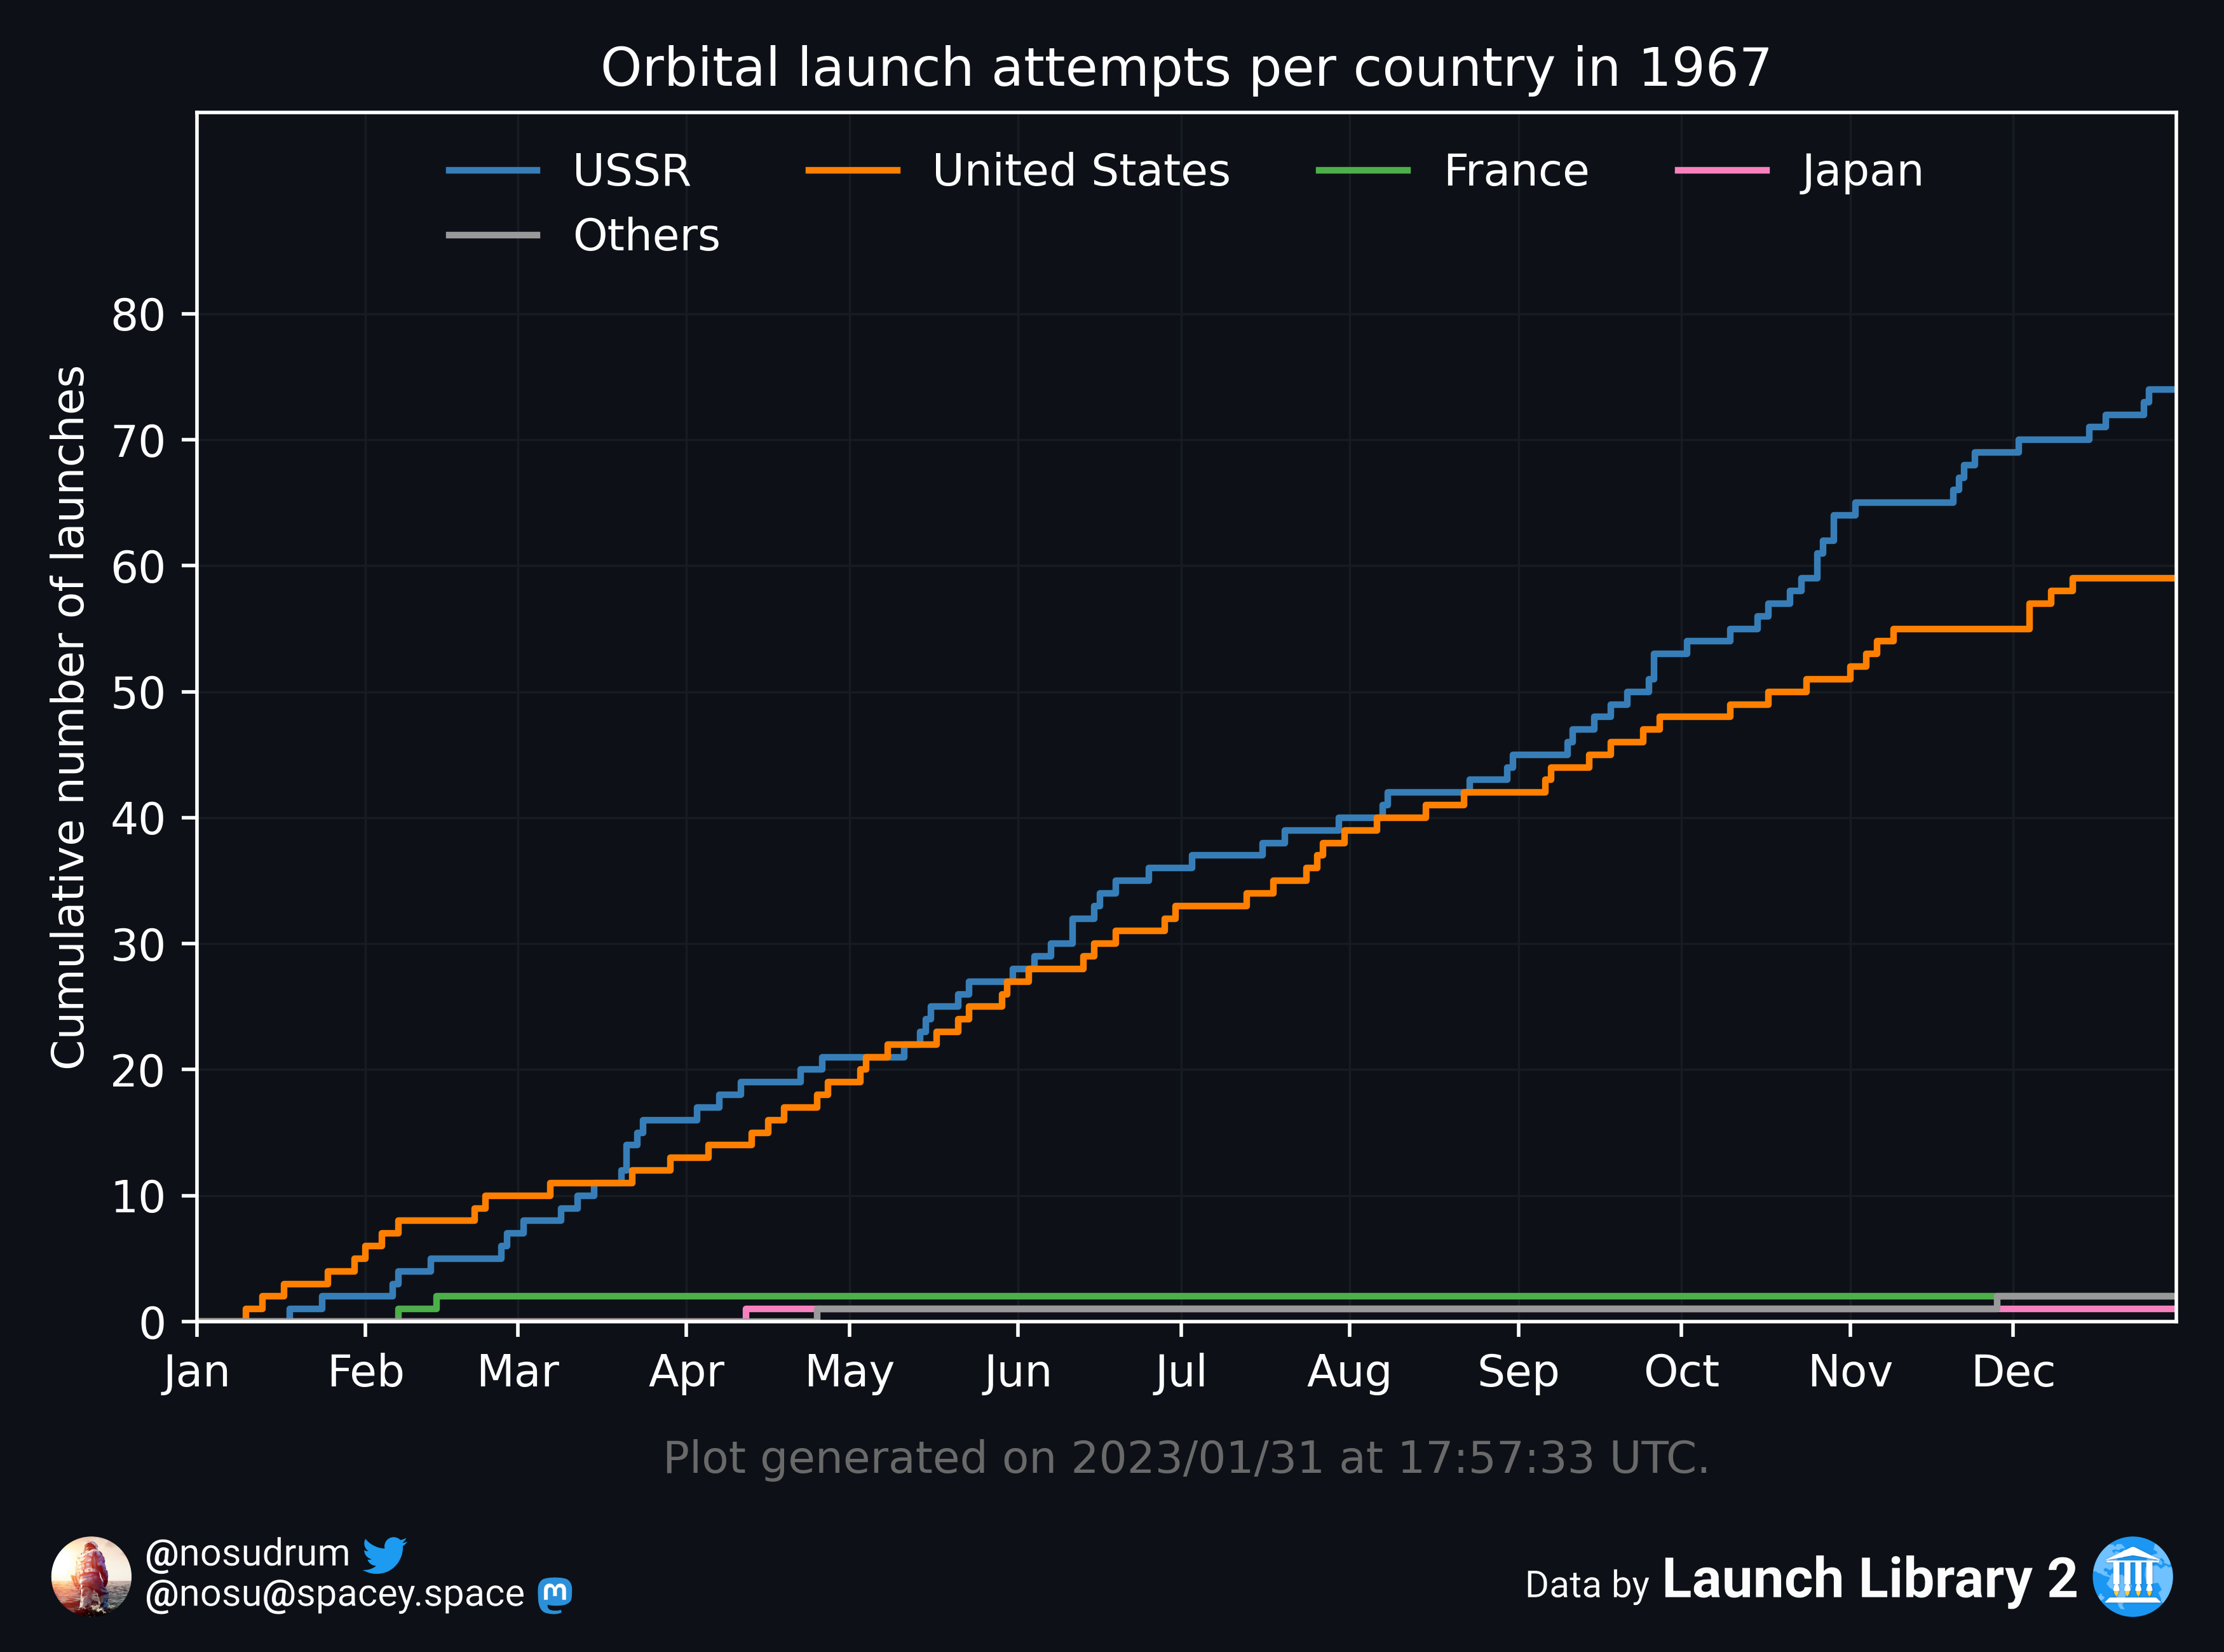 Orbital launch attempts per country in 1967
USSR United States France Japan
Others
Cumulative number of launches
80
70
60
50
40
30
20
10
0
Jan Feb Mar Apr May Jun Jul Aug Sep Oct Nov Dec
Plot generated on 2023/01/31 at 17:57:33 UTC.
@nosudrum
@nosu@spacey.space
Data by Launch Library 2